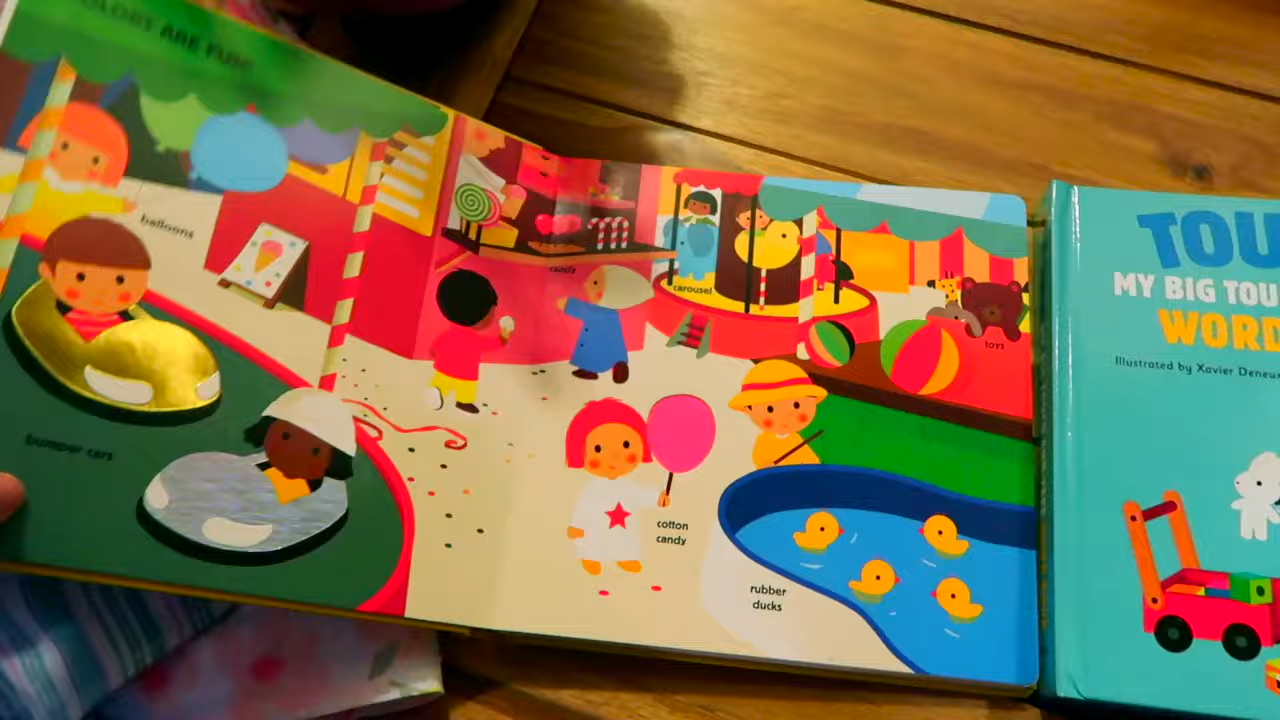 COLORS ARE FUN!
balloons
candy
carousel
toys
bumper cars
cotton
candy
rubber
ducks
TOU
MY BIG TOU
WORD
Illustrated by Xavier Deneu